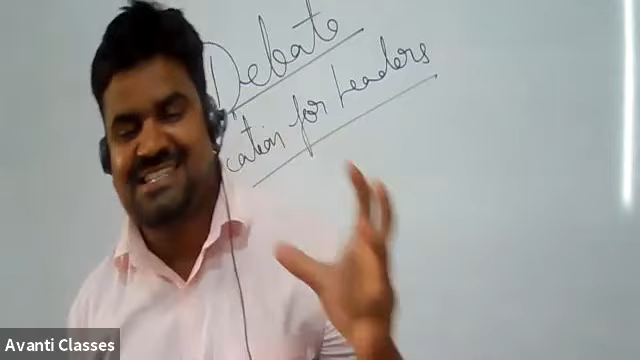 Debate
cation for Leaders
Avanti Classes